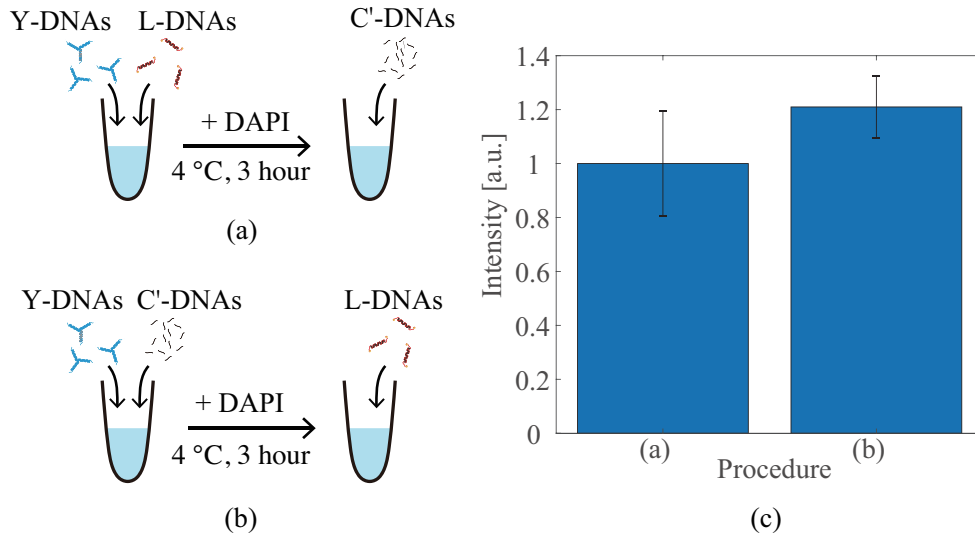 Y-DNAs L-DNAs
C'-DNAs
+ DAPI
4 °C, 3 hour
(a)
Y-DNAs C'-DNAs
L-DNAs
+ DAPI
4 °C, 3 hour
(b)
1.4
1.2
1
0.8
0.6
0.4
0.2
0
Intensity [a.u.]
(a) (b)
Procedure
(c)